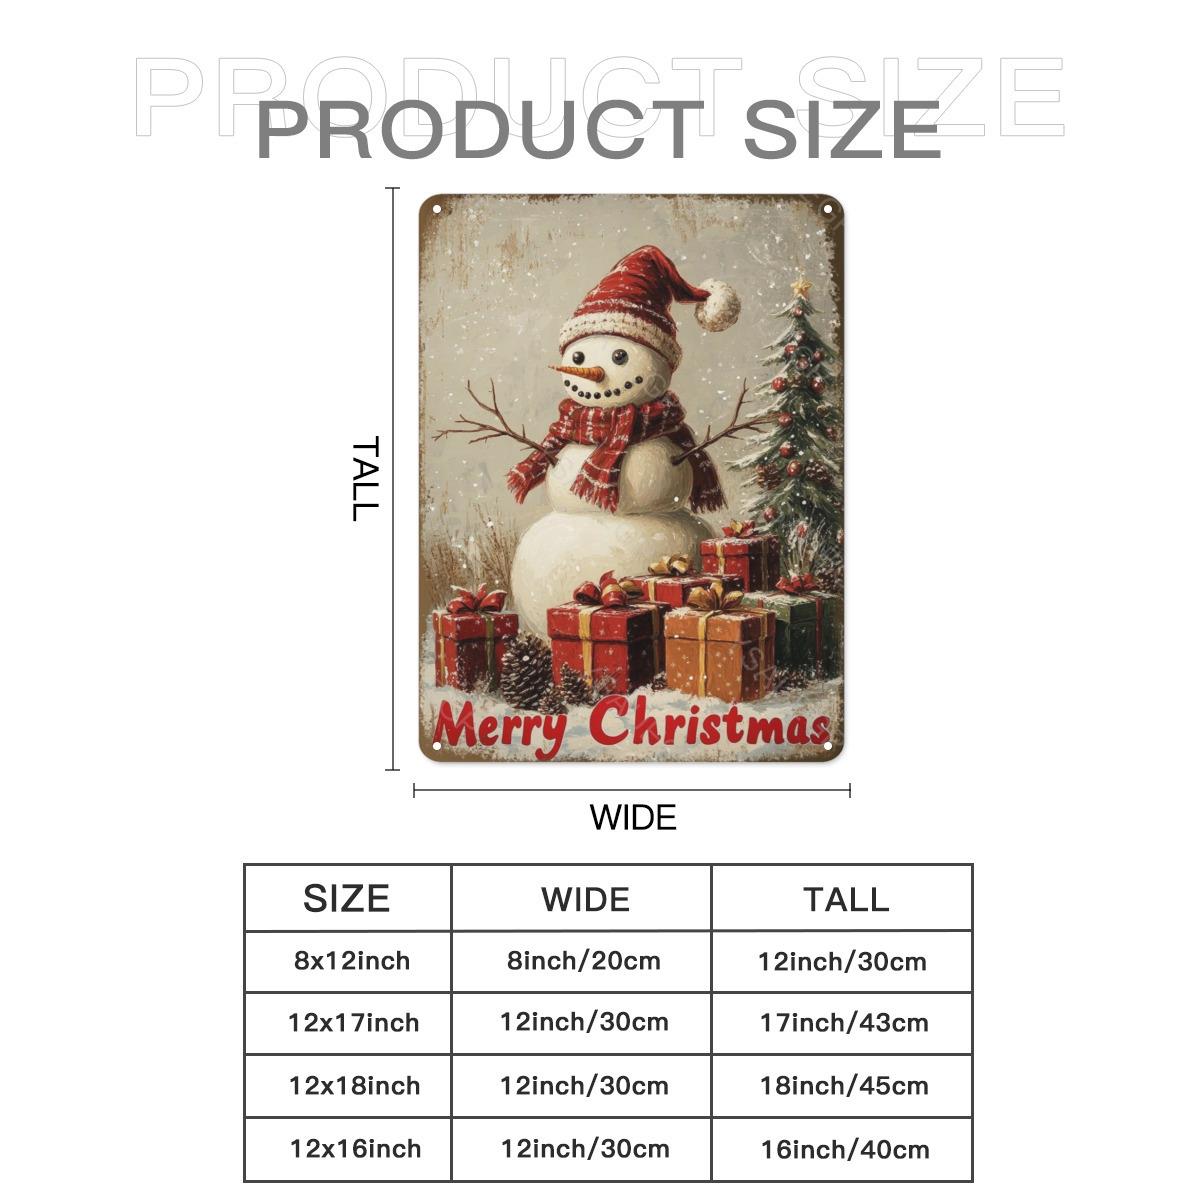 PRODUCT SIZE
PRODUCT SIZE
TALL
Merry Christmas
WIDE
SIZE WIDE TALL
8x12inch 8inch/20cm 12inch/30cm
12x17inch 12inch/30cm 17inch/43cm
12x18inch 12inch/30cm 18inch/45cm
12x16inch 12inch/30cm 16inch/40cm